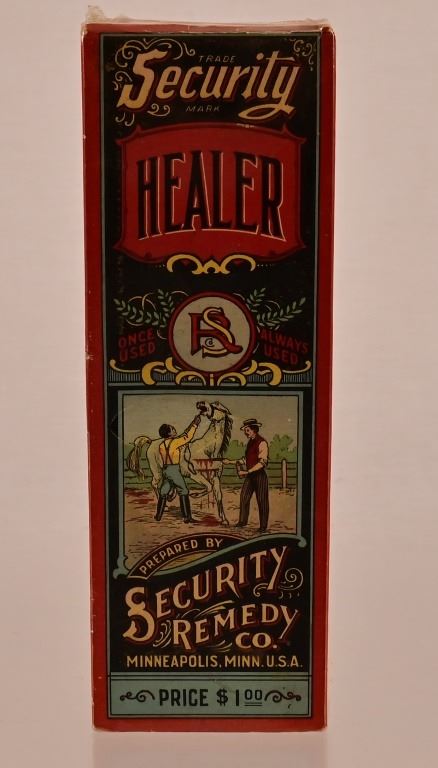 TRADE
Security
MARK
HEALER
ONCE USED
ALWAYS USED
PREPARED BY
SECURITY
REMEDY
CO.
MINNEAPOLIS, MINN. U.S.A.
PRICE $1.00